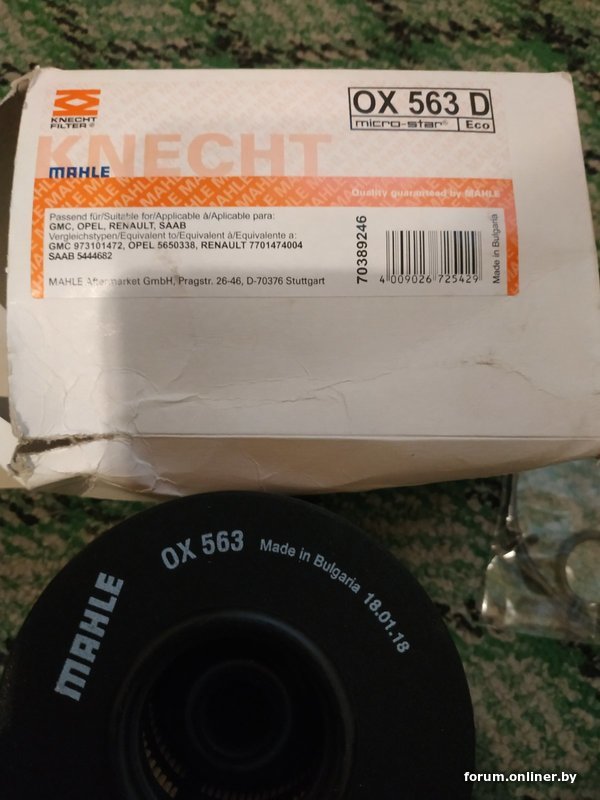 KNECHT
FILTER®
OX 563 D
micro-star® Eco
KNECHT
MAHLE
Quality guaranteed by MAHLE
Passend für/Suitable for/Applicable à/Aplicable para:
GMC, OPEL, RENAULT, SAAB
Vergleichstypen/Equivalent to/Equivalent à/Equivalente a:
GMC 973101472, OPEL 5650338, RENAULT 7701474004
SAAB 5444682
MAHLE Aftermarket GmbH, Pragstr. 26-46, D-70376 Stuttgart
70389246
4 009026 725429
Made in Bulgaria
MAHLE
OX 563
Made in Bulgaria 18.01.18
forum.onliner.by